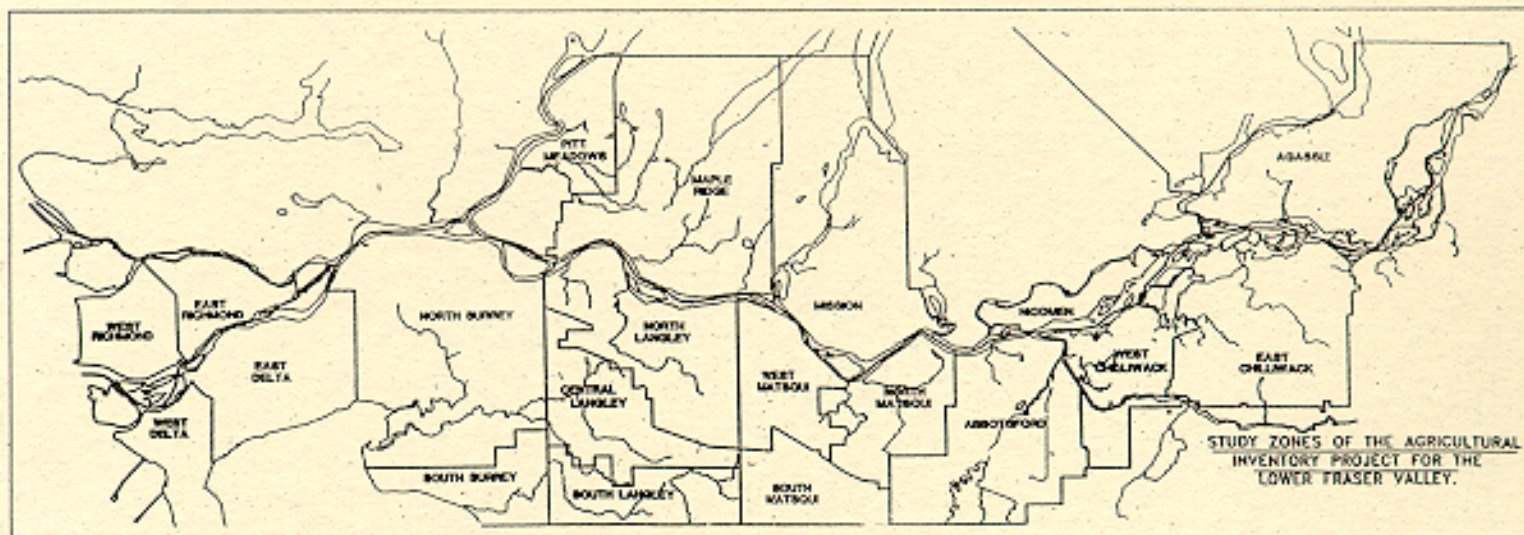 PITT
MEADOWS
MAPLE
RIDGE
AGASSIZ
WEST
RICHMOND
EAST
RICHMOND
NORTH SURREY
NORTH
LANGLEY
MISSION
NICOMEN
EAST
DELTA
WEST
DELTA
CENTRAL
LANGLEY
WEST
MATSQUI
NORTH
MATSQUI
WEST
CHILLIWACK
EAST
CHILLIWACK
ABBOTSFORD
SOUTH SURREY
SOUTH LANGLEY
SOUTH
MATSQUI
STUDY ZONES OF THE AGRICULTURAL
INVENTORY PROJECT FOR THE
LOWER FRASER VALLEY.